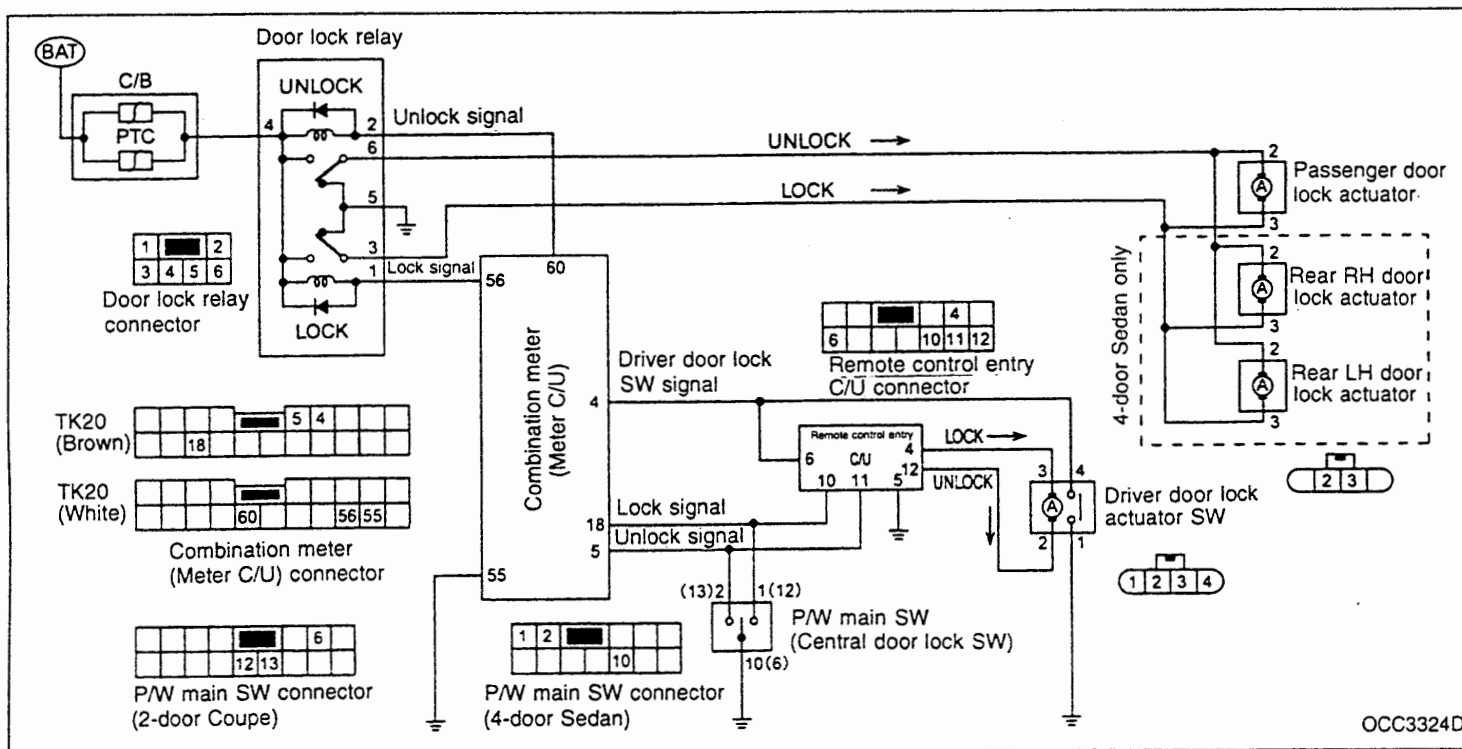 BAT
C/B
PTC
Door lock relay
UNLOCK
4
2
6
5
3
1
LOCK
Unlock signal
Lock signal
UNLOCK
LOCK
1 2
3 4 5 6
Door lock relay
connector
56
60
Combination meter
(Meter C/U)
4
18
5
55
Driver door lock
SW signal
Lock signal
Unlock signal
4
6 10 11 12
Remote control entry
C/U connector
Remote control entry
C/U
6
4
12
10 11 5
LOCK
UNLOCK
3 4
A
2 1
Driver door lock
actuator SW
1 2 3 4
2
A
3
Passenger door
lock actuator
4-door Sedan only
2
A
3
Rear RH door
lock actuator
2
A
3
Rear LH door
lock actuator
2 3
TK20
(Brown)
5 4
18
TK20
(White)
60 56 55
Combination meter
(Meter C/U) connector
6
12 13
P/W main SW connector
(2-door Coupe)
1 2
10
P/W main SW connector
(4-door Sedan)
(13) 2 1 (12)
10 (6)
P/W main SW
(Central door lock SW)
OCC3324D